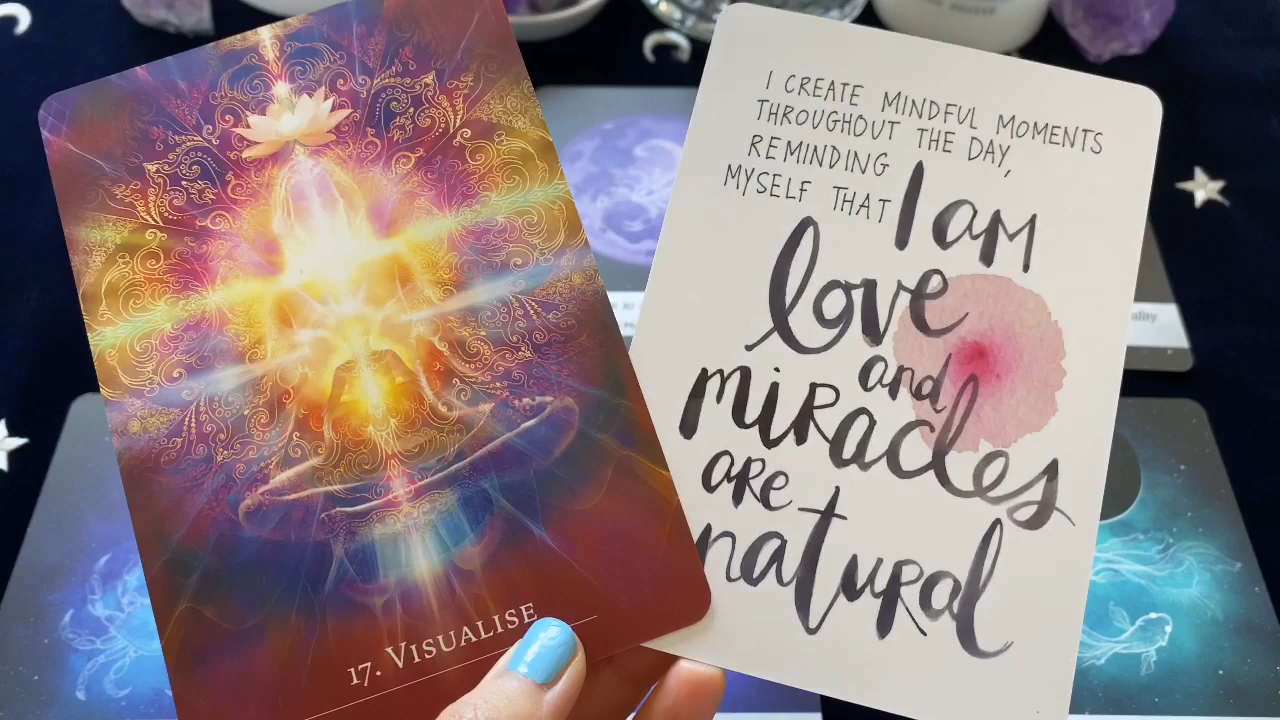 17. VISUALISE
I CREATE MINDFUL MOMENTS
THROUGHOUT THE DAY,
REMINDING
MYSELF THAT I am
love
and
miracles
are
natural